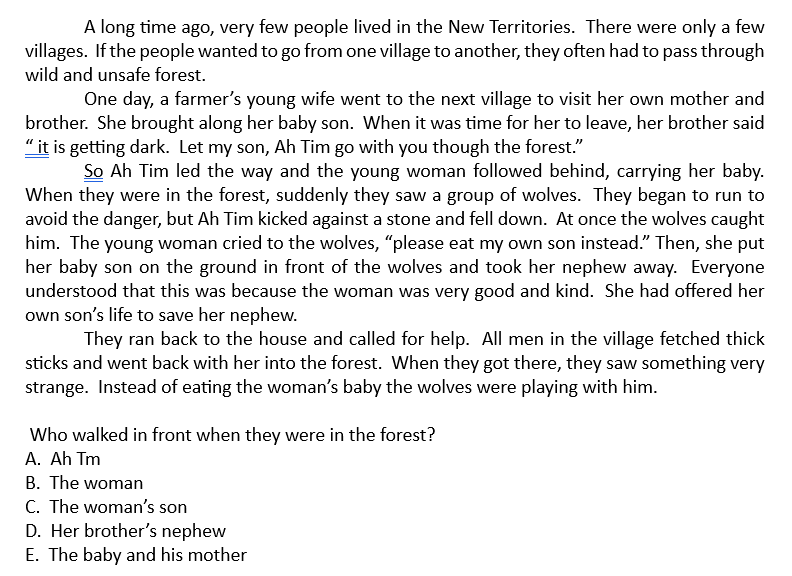 A long time ago, very few people lived in the New Territories. There were only a few
villages. If the people wanted to go from one village to another, they often had to pass through
wild and unsafe forest.
One day, a farmer's young wife went to the next village to visit her own mother and
brother. She brought along her baby son. When it was time for her to leave, her brother said
" it is getting dark. Let my son, Ah Tim go with you though the forest."
So Ah Tim led the way and the young woman followed behind, carrying her baby.
When they were in the forest, suddenly they saw a group of wolves. They began to run to
avoid the danger, but Ah Tim kicked against a stone and fell down. At once the wolves caught
him. The young woman cried to the wolves, "please eat my own son instead." Then, she put
her baby son on the ground in front of the wolves and took her nephew away. Everyone
understood that this was because the woman was very good and kind. She had offered her
own son's life to save her nephew.
They ran back to the house and called for help. All men in the village fetched thick
sticks and went back with her into the forest. When they got there, they saw something very
strange. Instead of eating the woman's baby the wolves were playing with him.
Who walked in front when they were in the forest?
A. Ah Tm
B. The woman
C. The woman's son
D. Her brother's nephew
E. The baby and his mother